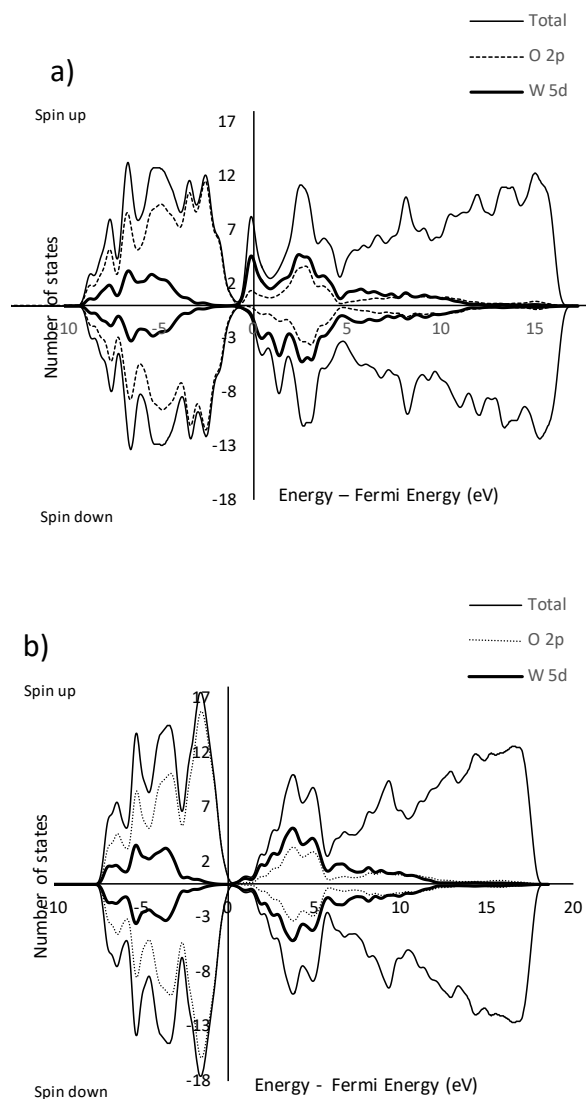 Total
O 2p
W 5d
a)
Spin up
17
12
7
2
-3
-8
-13
-18
10
-5
0
5
10
15
Number of states
Energy – Fermi Energy (eV)
Spin down
Total
O 2p
W 5d
b)
Spin up
17
12
7
2
-3
-8
-13
-18
10
-5
0
5
10
15
20
Number of states
Energy - Fermi Energy (eV)
Spin down